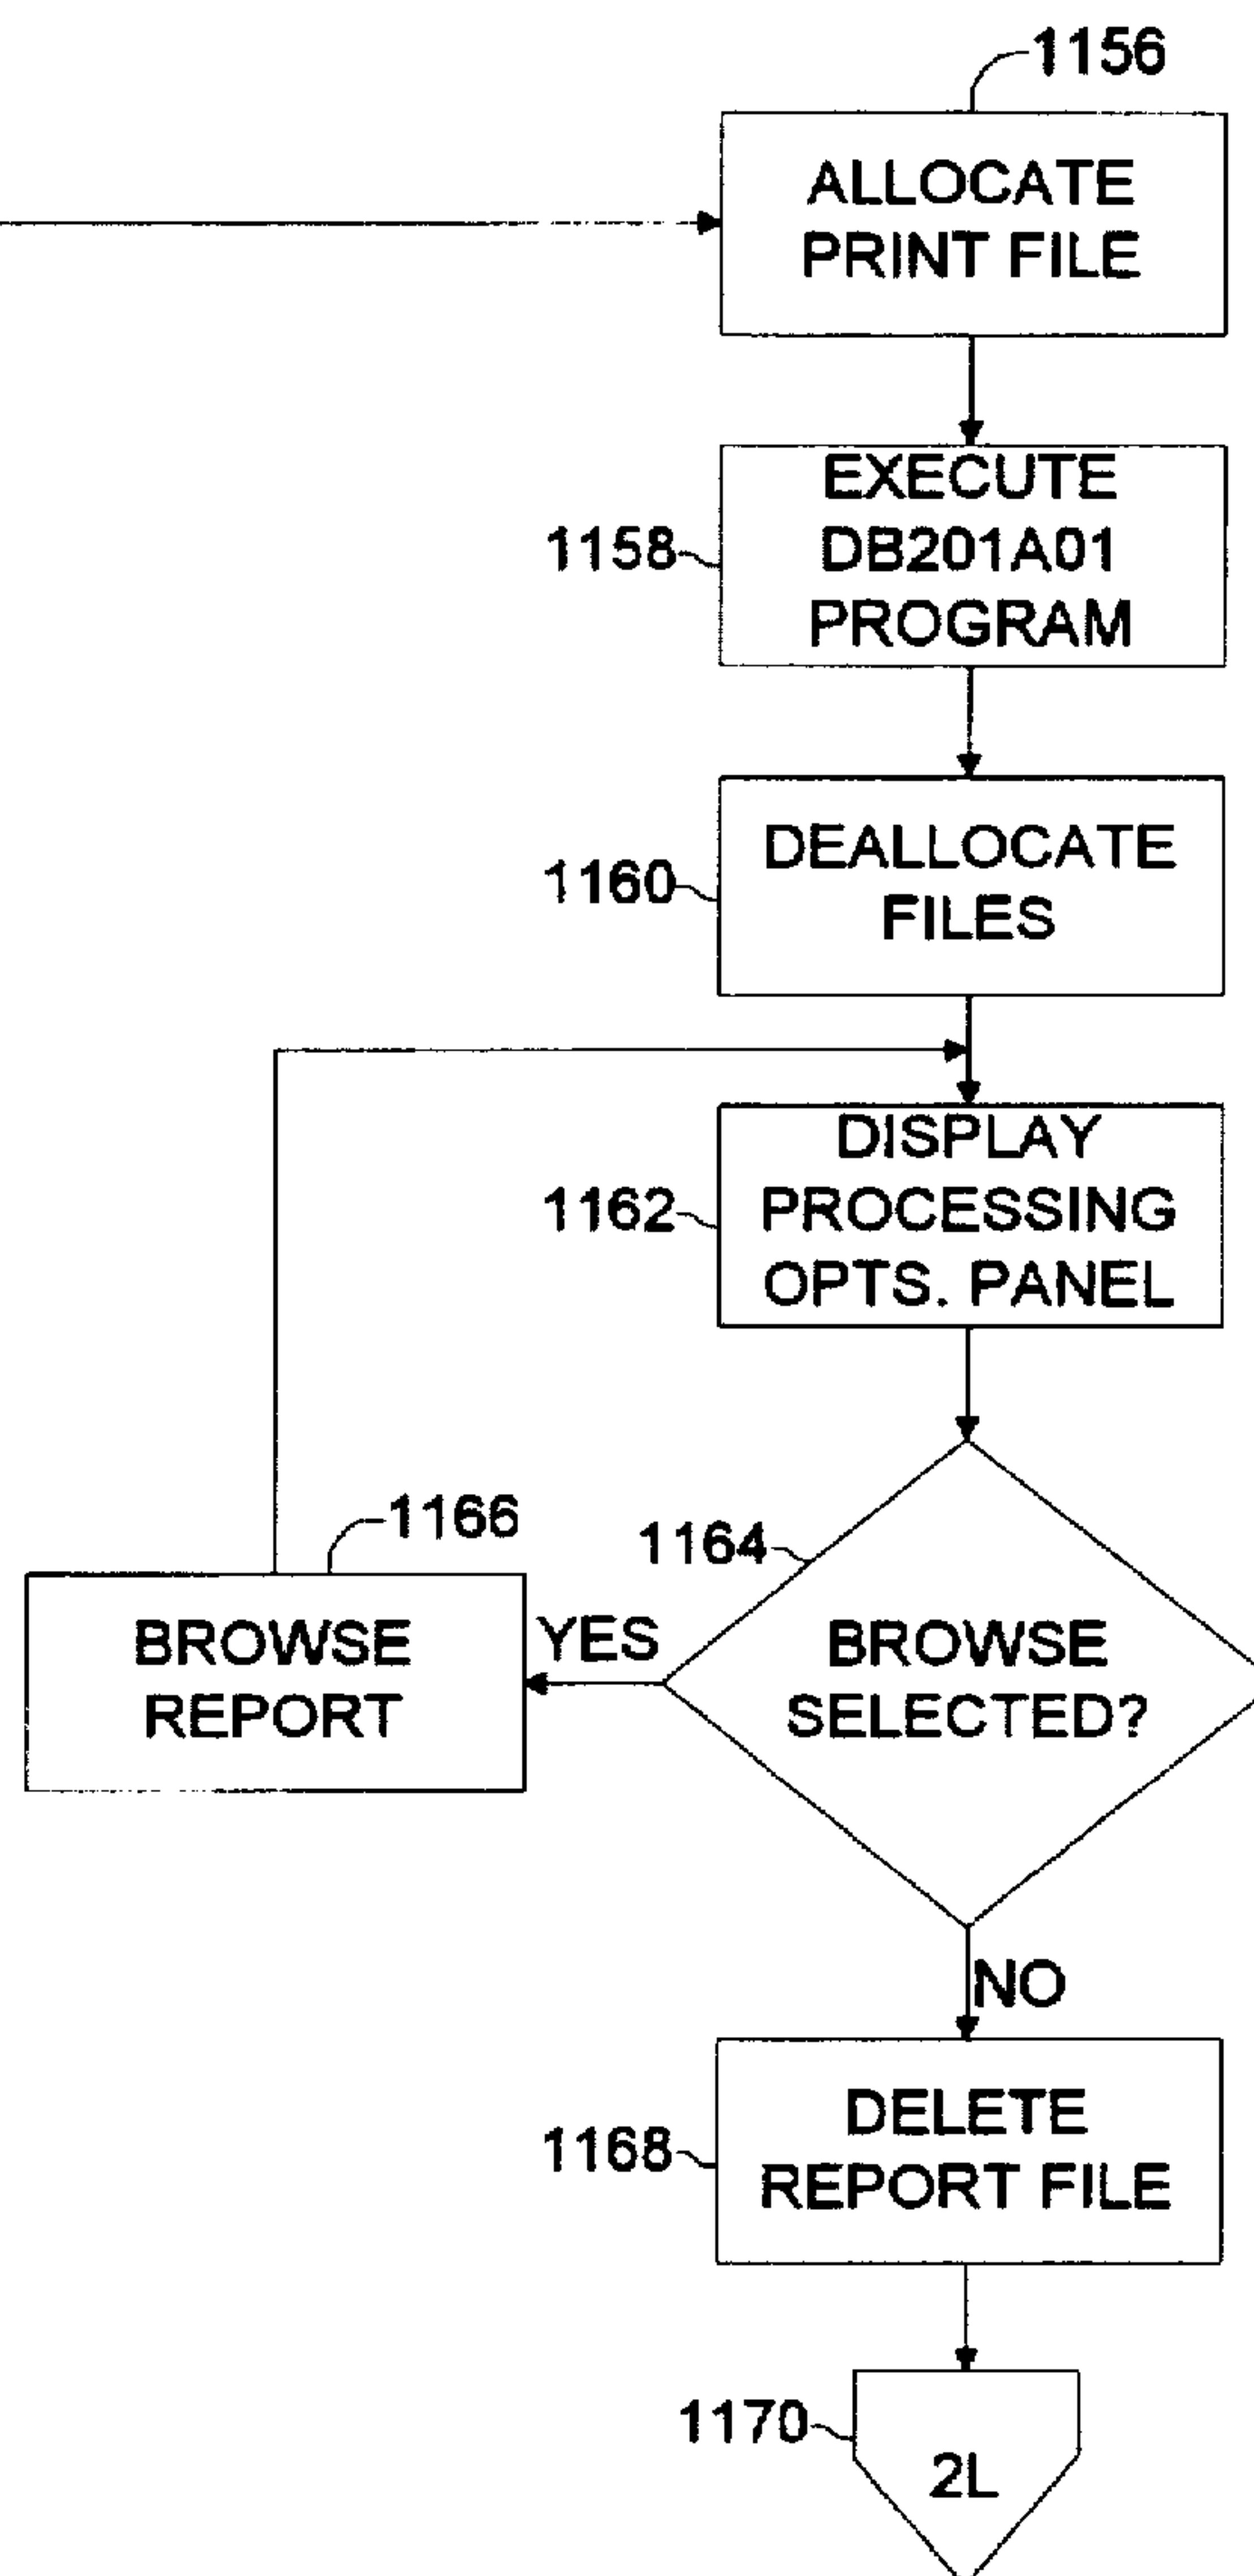 1156
ALLOCATE
PRINT FILE
1158
EXECUTE
DB201A01
PROGRAM
1160
DEALLOCATE
FILES
1162
DISPLAY
PROCESSING
OPTS. PANEL
1164
BROWSE
SELECTED?
YES
1166
BROWSE
REPORT
NO
1168
DELETE
REPORT FILE
1170
2L